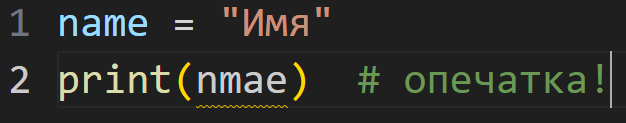 1 name = "Имя"
2 print(nmae)  # опечатка!